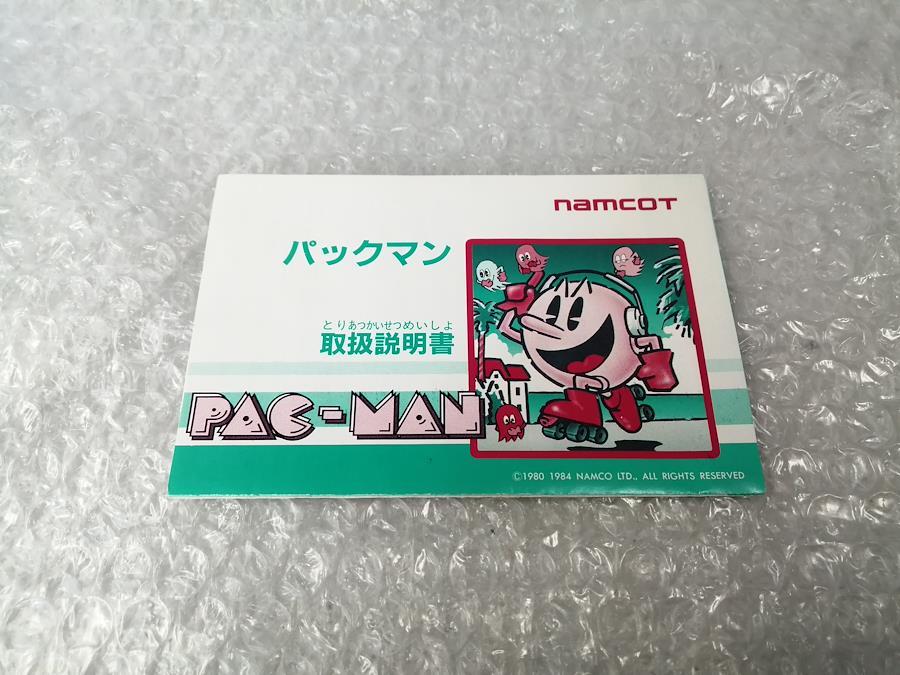 namcoт
パックマン
とりあつかいせつめいしょ
取扱説明書
PAC-MAN
©1980 1984 NAMCO LTD., ALL RIGHTS RESERVED